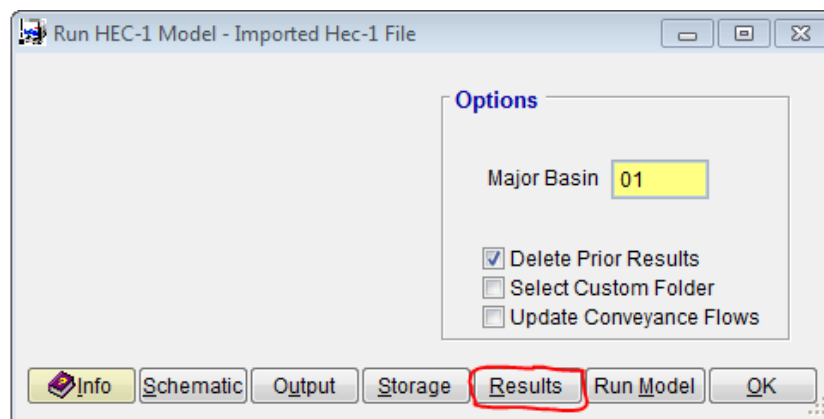 Run HEC-1 Model - Imported Hec-1 File
Options
Major Basin 01
Delete Prior Results
Select Custom Folder
Update Conveyance Flows
Info Schematic Output Storage Results Run Model OK